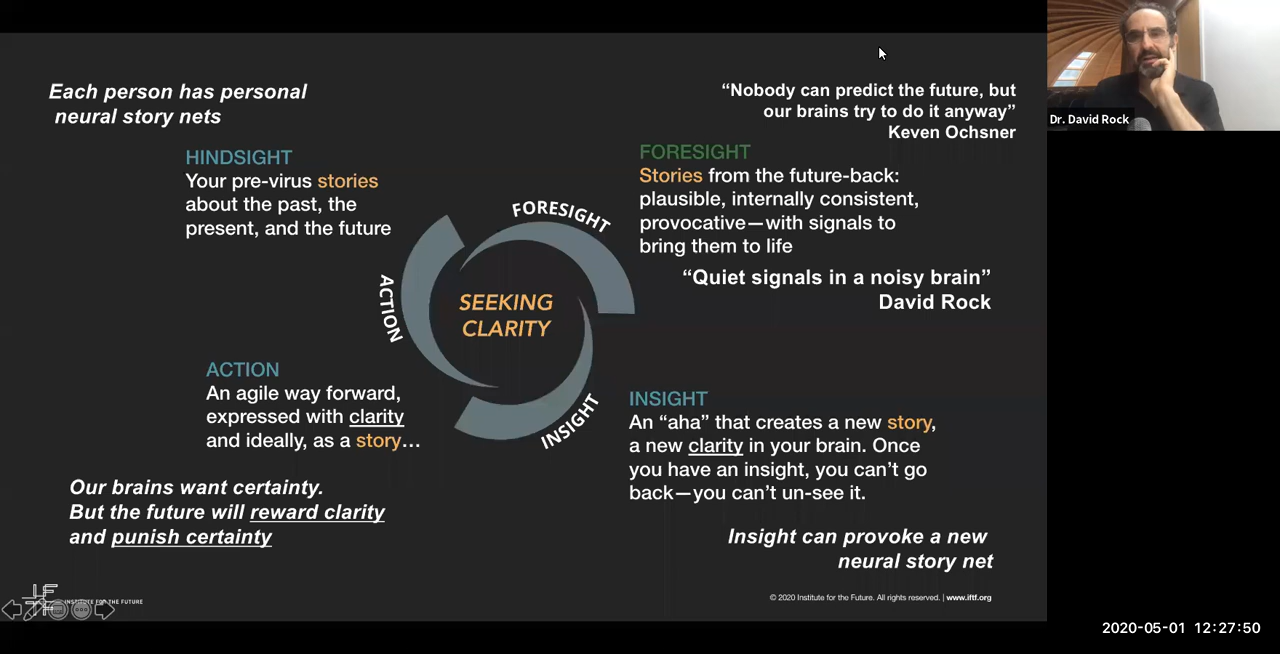 Each person has personal
neural story nets
“Nobody can predict the future, but
our brains try to do it anyway”
Keven Ochsner
Dr. David Rock
HINDSIGHT
Your pre-virus stories
about the past, the
present, and the future
FORESIGHT
Stories from the future-back:
plausible, internally consistent,
provocative—with signals to
bring them to life
“Quiet signals in a noisy brain”
David Rock
FORESIGHT
ACTION
SEEKING
CLARITY
INSIGHT
ACTION
An agile way forward,
expressed with clarity
and ideally, as a story...
INSIGHT
An “aha” that creates a new story,
a new clarity in your brain. Once
you have an insight, you can’t go
back—you can’t un-see it.
Our brains want certainty.
But the future will reward clarity
and punish certainty
Insight can provoke a new
neural story net
IF
TF
INSTITUTE FOR THE FUTURE
© 2020 Institute for the Future. All rights reserved. | www.iftf.org
2020-05-01 12:27:50